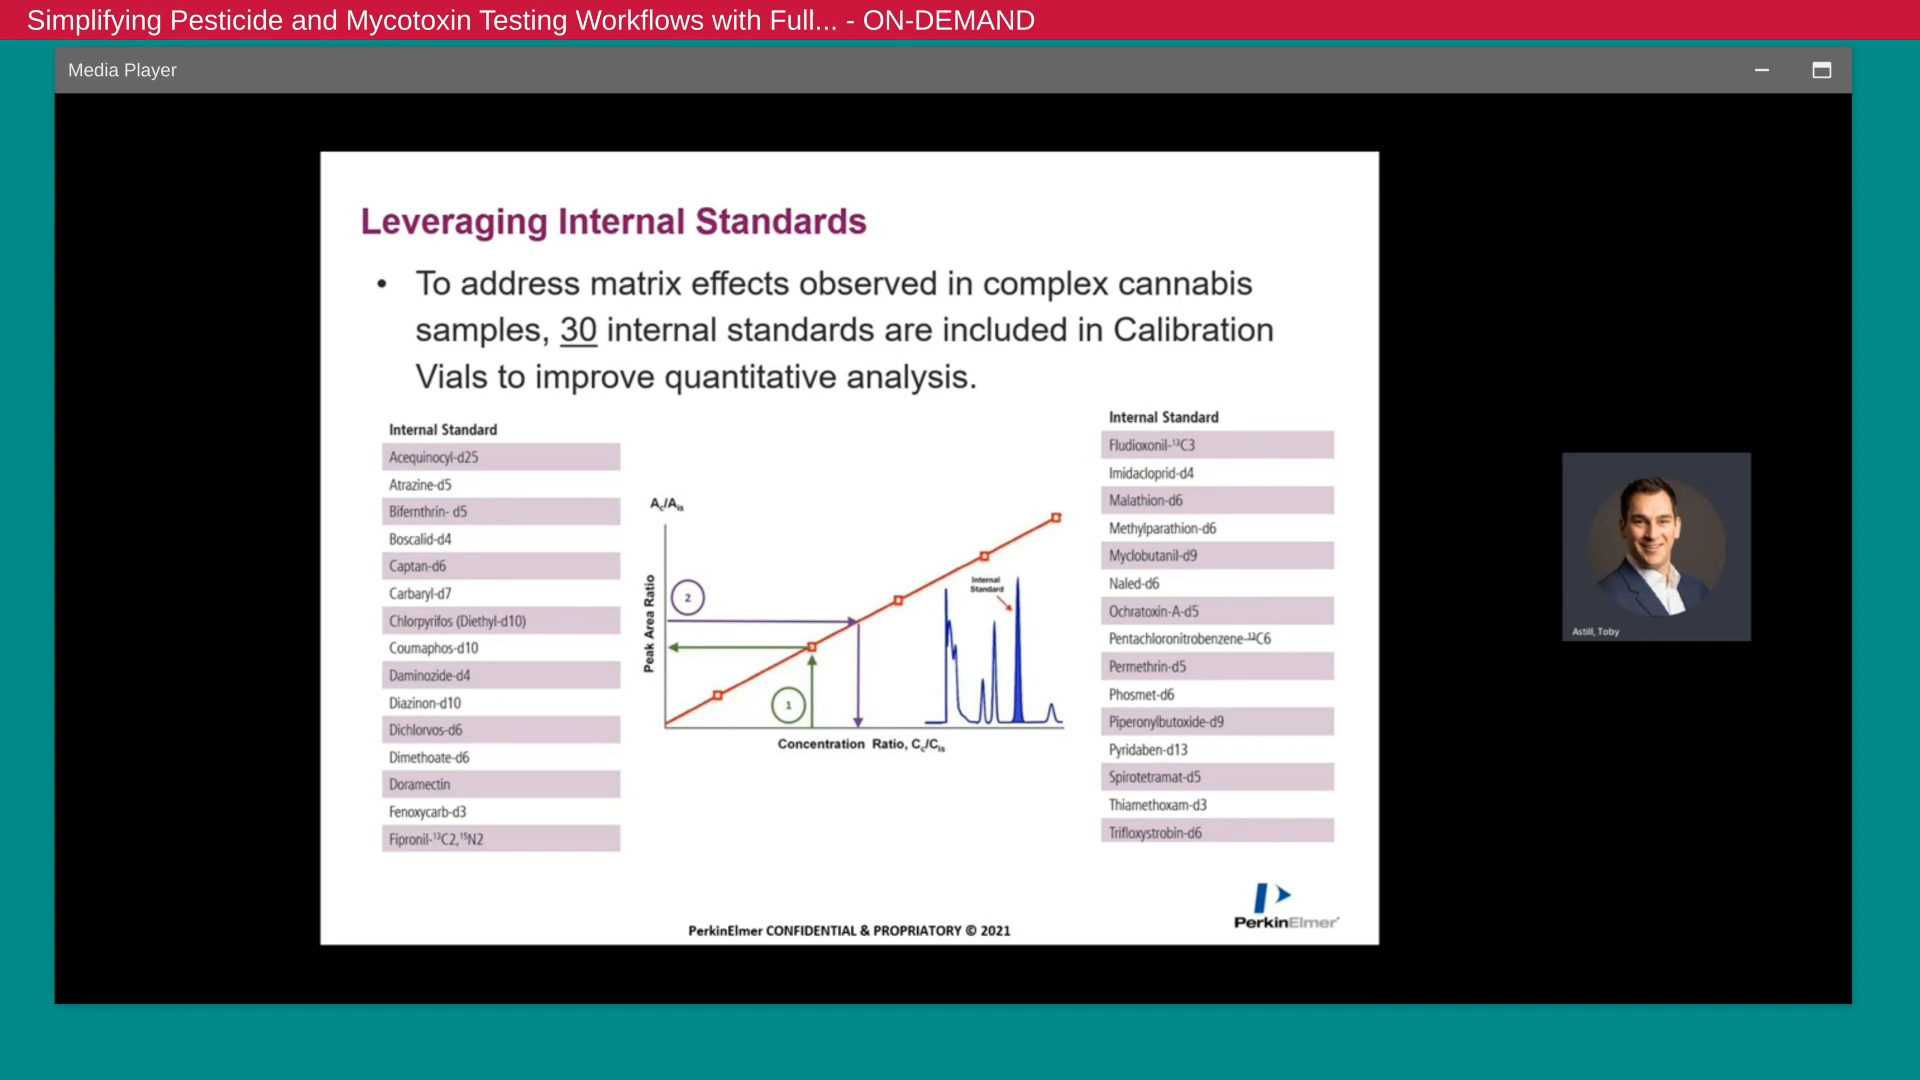 Simplifying Pesticide and Mycotoxin Testing Workflows with Full... - ON-DEMAND
Media Player
Leveraging Internal Standards
• To address matrix effects observed in complex cannabis
samples, 30 internal standards are included in Calibration
Vials to improve quantitative analysis.
Internal Standard
Acequinocyl-d25
Atrazine-d5
Bifernthrin- d5
Boscalid-d4
Captan-d6
Carbaryl-d7
Chlorpyrifos (Diethyl-d10)
Coumaphos-d10
Daminozide-d4
Diazinon-d10
Dichlorvos-d6
Dimethoate-d6
Doramectin
Fenoxycarb-d3
Fipronil-¹³C2,¹⁵N2
Ac/Ais
Peak Area Ratio
2
1
Internal
Standard
Concentration Ratio, Cc/Cis
Internal Standard
Fludioxonil-¹³C3
Imidacloprid-d4
Malathion-d6
Methylparathion-d6
Myclobutanil-d9
Naled-d6
Ochratoxin-A-d5
Pentachloronitrobenzene-¹³C6
Permethrin-d5
Phosmet-d6
Piperonylbutoxide-d9
Pyridaben-d13
Spirotetramat-d5
Thiamethoxam-d3
Trifloxystrobin-d6
Astill, Toby
PerkinElmer
PerkinElmer CONFIDENTIAL & PROPRIATORY © 2021